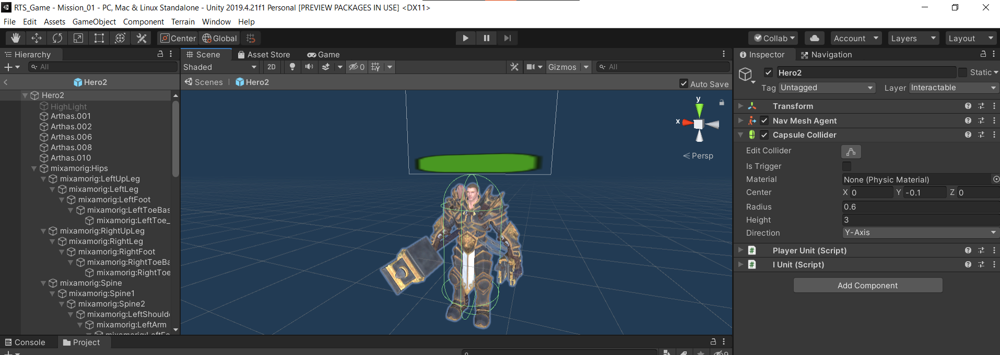 RTS_Game - Mission_01 - PC, Mac & Linux Standalone - Unity 2019.4.21f1 Personal [PREVIEW PACKAGES IN USE] <DX11>
File Edit Assets GameObject Component Terrain Window Help
Center Global Collab Account Layers Layout
Hierarchy
All
Hero2
Hero2
HighLight
Arthas.001
Arthas.002
Arthas.006
Arthas.008
Arthas.010
mixamorig:Hips
mixamorig:LeftUpLeg
mixamorig:LeftLeg
mixamorig:LeftFoot
mixamorig:LeftToeBas
mixamorig:LeftToe_
mixamorig:RightUpLeg
mixamorig:RightLeg
mixamorig:RightFoot
mixamorig:RightToeBa
mixamorig:RightToe
mixamorig:Spine
mixamorig:Spine1
mixamorig:Spine2
mixamorig:LeftShould
mixamorig:LeftArm
Scene Asset Store Game
Shaded 2D 0 Gizmos All
Scenes Hero2 Auto Save
y
x
Persp
Inspector Navigation
Hero2 Static
Tag Untagged Layer Interactable
Transform
Nav Mesh Agent
Capsule Collider
Edit Collider
Is Trigger
Material None (Physic Material)
Center X 0 Y -0.1 Z 0
Radius 0.6
Height 3
Direction Y-Axis
# Player Unit (Script)
# I Unit (Script)
Add Component
Console Project